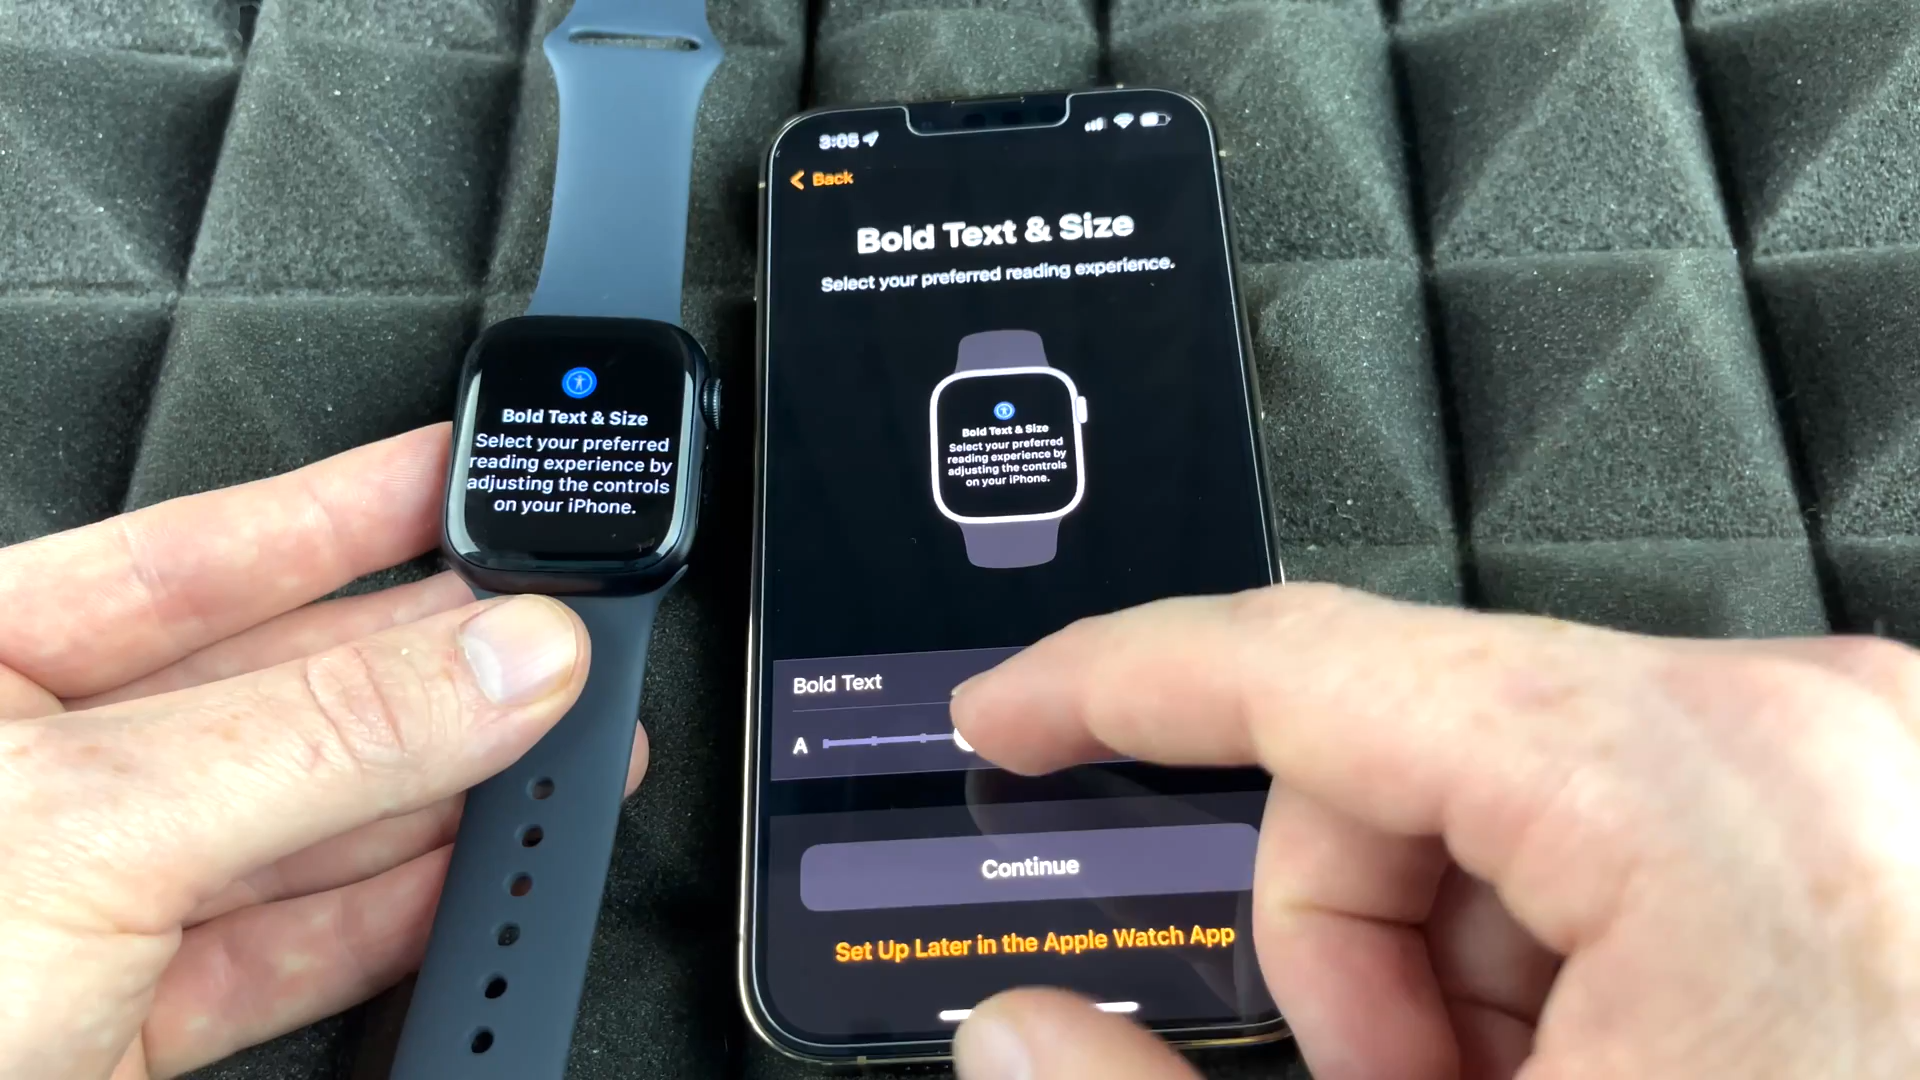 3:05
Back
Bold Text & Size
Select your preferred reading experience.
Bold Text & Size
Select your preferred
reading experience by
adjusting the controls
on your iPhone.
Bold Text & Size
Select your preferred
reading experience by
adjusting the controls
on your iPhone.
Bold Text
A
Continue
Set Up Later in the Apple Watch App